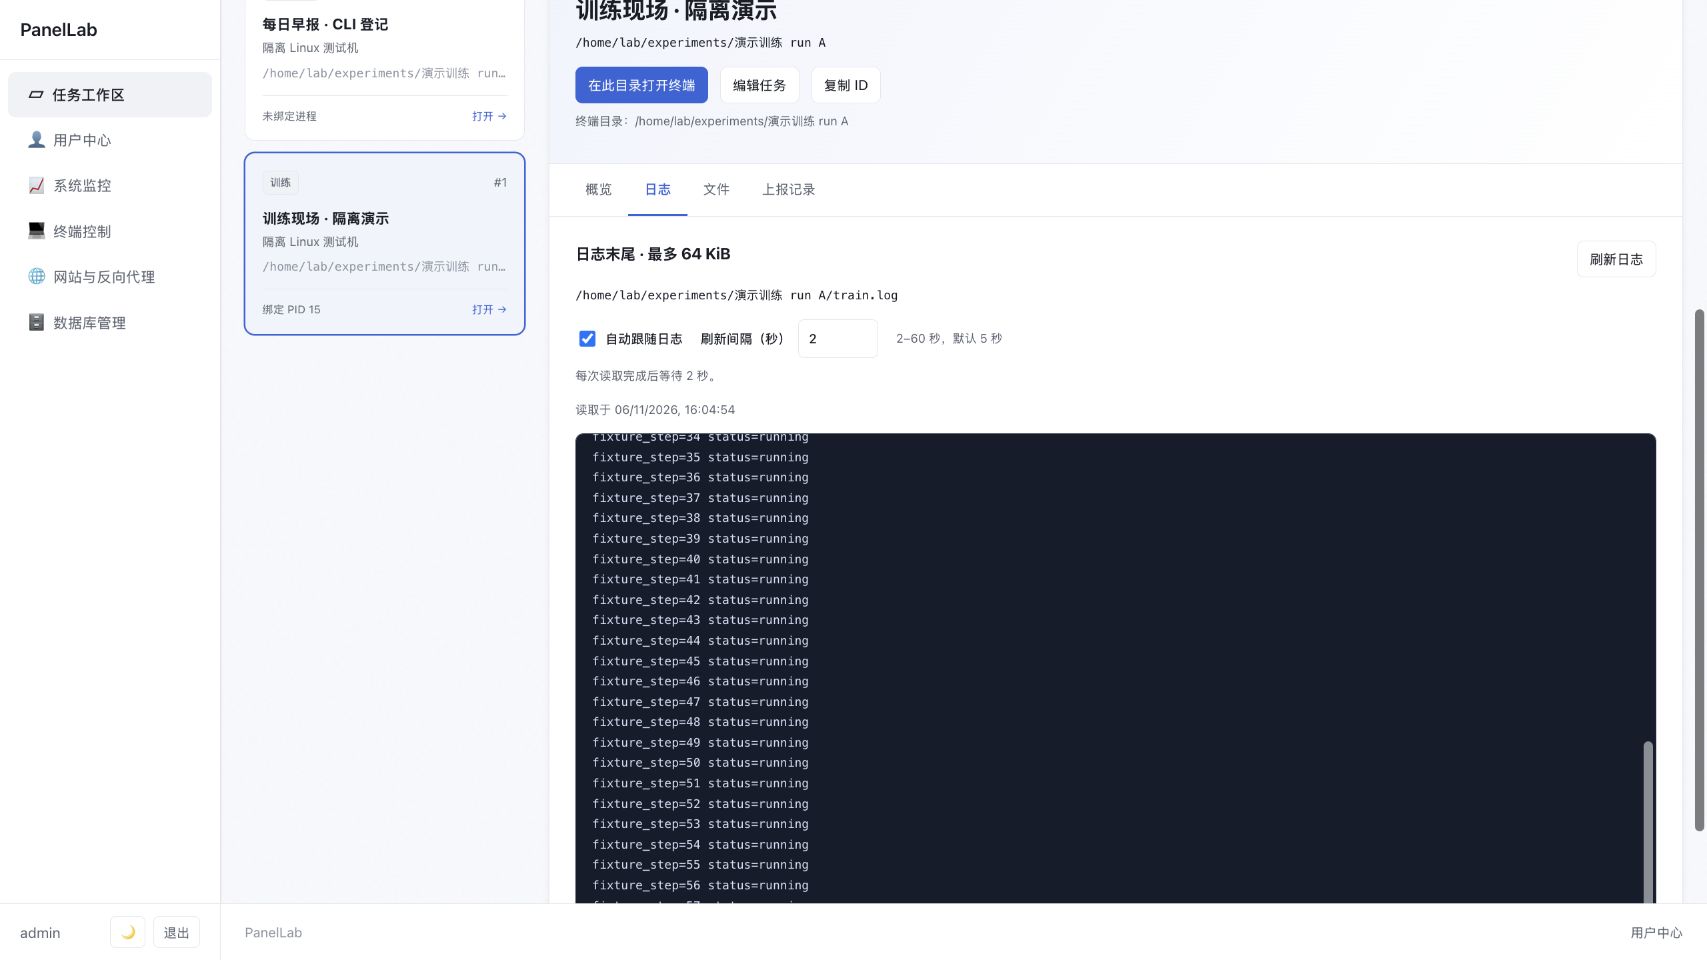 PanelLab
任务工作区
用户中心
系统监控
终端控制
网站与反向代理
数据库管理
admin
退出
每日早报 · CLI 登记
隔离 Linux 测试机
/home/lab/experiments/演示训练 run…
未绑定进程
打开 →
训练
#1
训练现场 · 隔离演示
隔离 Linux 测试机
/home/lab/experiments/演示训练 run…
绑定 PID 15
打开 →
训练现场 · 隔离演示
/home/lab/experiments/演示训练 run A
在此目录打开终端
编辑任务
复制 ID
终端目录：/home/lab/experiments/演示训练 run A
概览
日志
文件
上报记录
日志末尾 · 最多 64 KiB
刷新日志
/home/lab/experiments/演示训练 run A/train.log
自动跟随日志
刷新间隔（秒）
2
2–60 秒，默认 5 秒
每次读取完成后等待 2 秒。
读取于 06/11/2026, 16:04:54
fixture_step=34 status=running
fixture_step=35 status=running
fixture_step=36 status=running
fixture_step=37 status=running
fixture_step=38 status=running
fixture_step=39 status=running
fixture_step=40 status=running
fixture_step=41 status=running
fixture_step=42 status=running
fixture_step=43 status=running
fixture_step=44 status=running
fixture_step=45 status=running
fixture_step=46 status=running
fixture_step=47 status=running
fixture_step=48 status=running
fixture_step=49 status=running
fixture_step=50 status=running
fixture_step=51 status=running
fixture_step=52 status=running
fixture_step=53 status=running
fixture_step=54 status=running
fixture_step=55 status=running
fixture_step=56 status=running
PanelLab
用户中心